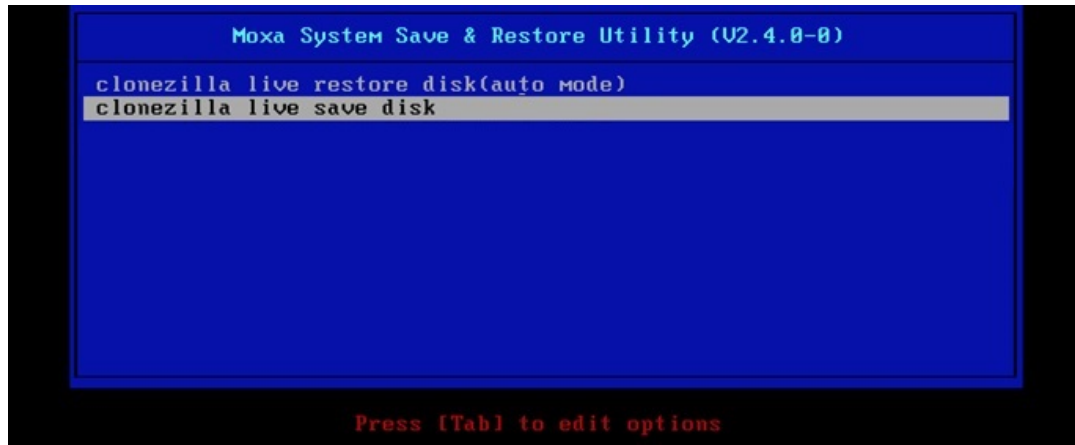 Moxa System Save & Restore Utility (V2.4.0-0)
clonezilla live restore disk(auto mode)
clonezilla live save disk
Press [Tab] to edit options